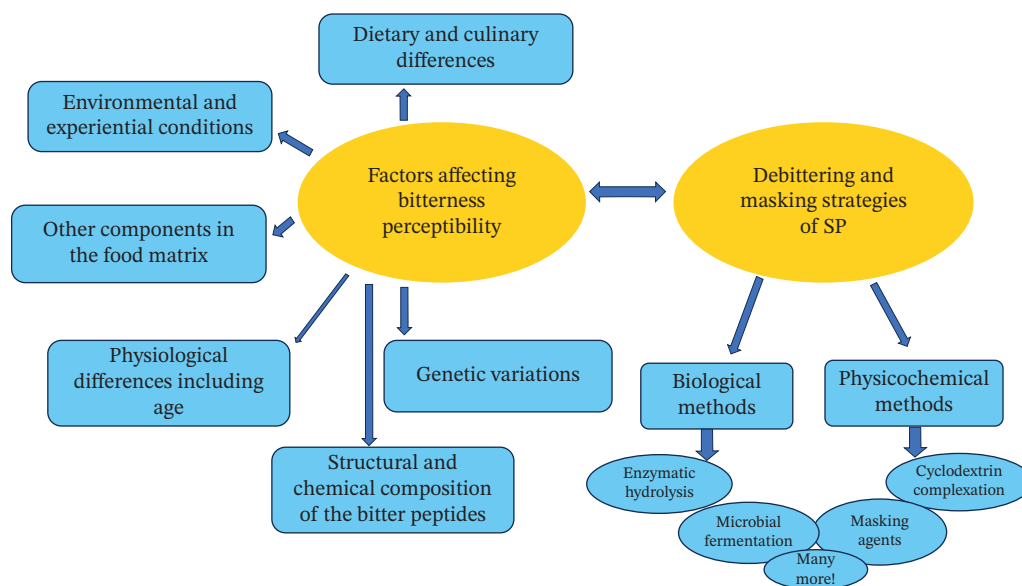 Dietary and culinary
differences
Environmental and
experiential conditions
Factors affecting
bitterness
perceptibility
Debittering and
masking strategies
of SP
Other components in
the food matrix
Physiological
differences including
age
Genetic variations
Structural and
chemical composition
of the bitter peptides
Biological
methods
Physicochemical
methods
Enzymatic
hydrolysis
Microbial
fermentation
Many
more!
Masking
agents
Cyclodextrin
complexation